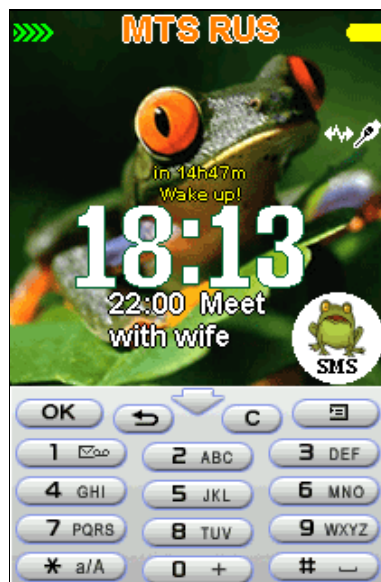 MTS RUS
in 14h47m
Wake up!
18:13
22:00 Meet
with wife
SMS
OK C
1 2 ABC 3 DEF
4 GHI 5 JKL 6 MNO
7 PQRS 8 TUV 9 WXYZ
* a/A 0 + #